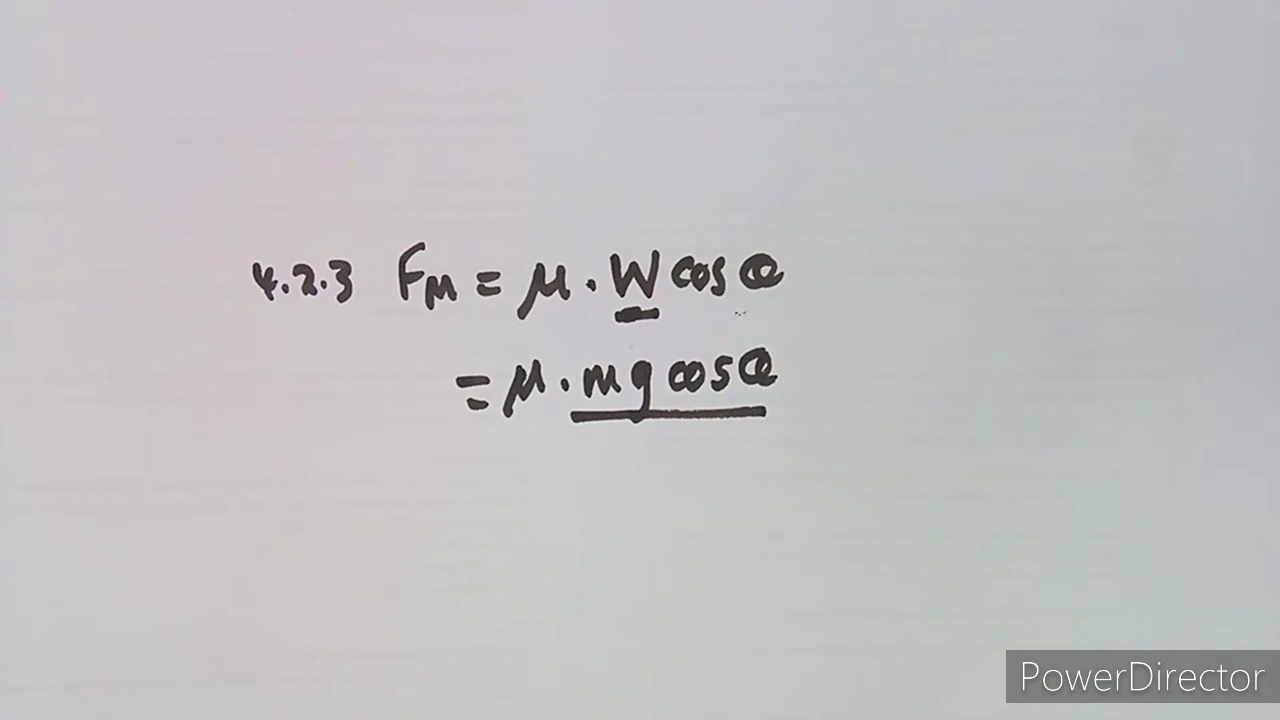 4.2.3 Fμ = μ · W cos θ
= μ · mg cos θ
PowerDirector